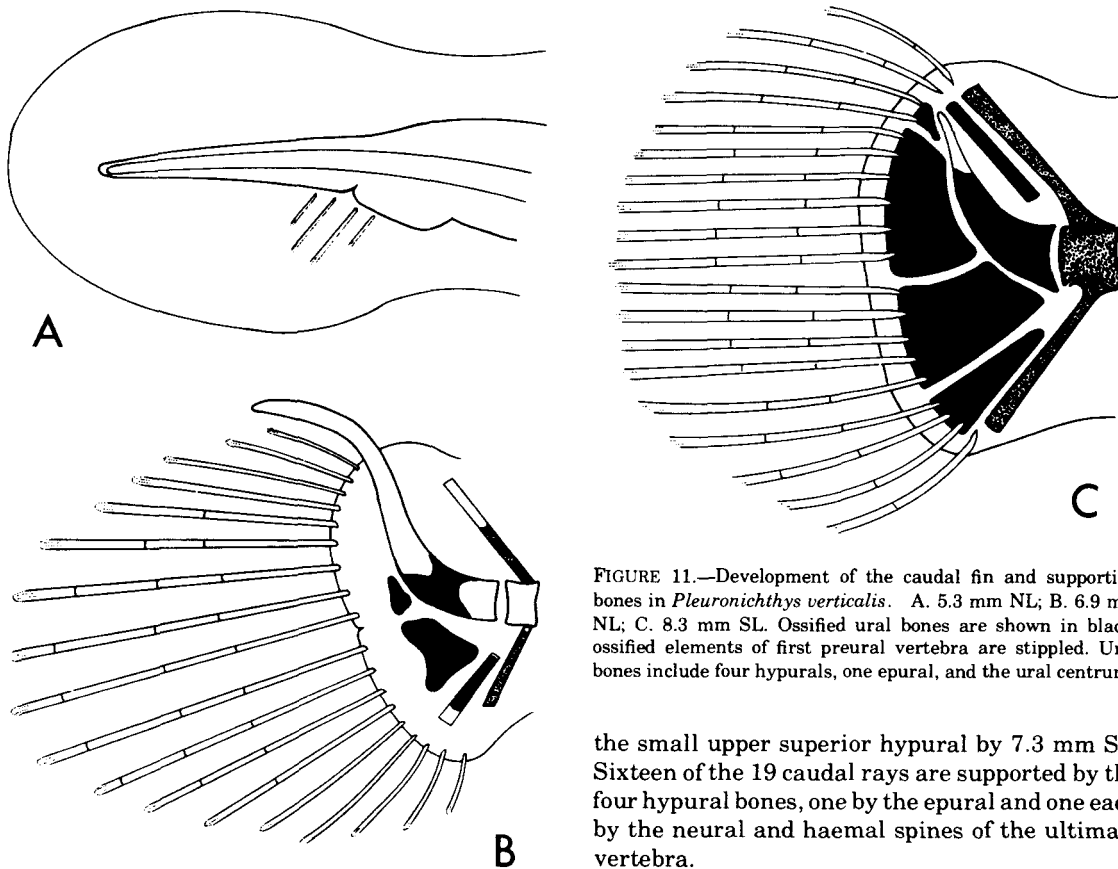 A
B
C
FIGURE 11.—Development of the caudal fin and supporti
bones in Pleuronichthys verticalis. A. 5.3 mm NL; B. 6.9 m
NL; C. 8.3 mm SL. Ossified ural bones are shown in blac
ossified elements of first preural vertebra are stippled. Ur
bones include four hypurals, one epural, and the ural centrum
the small upper superior hypural by 7.3 mm S
Sixteen of the 19 caudal rays are supported by th
four hypural bones, one by the epural and one eac
by the neural and haemal spines of the ultima
vertebra.